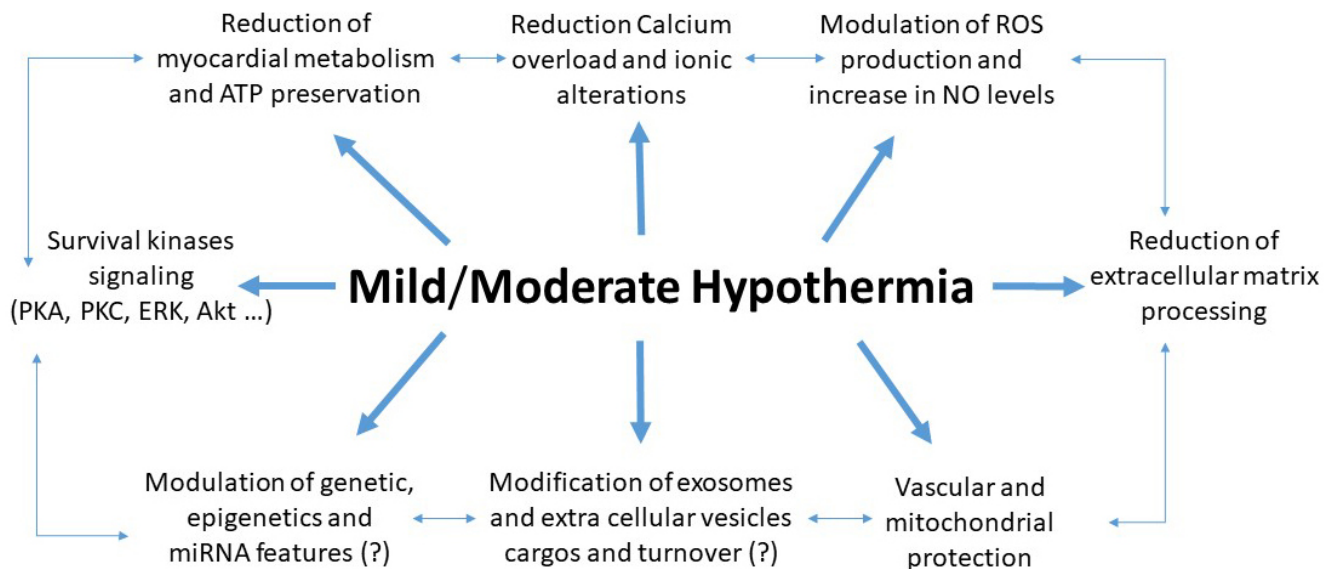 Reduction of
myocardial metabolism
and ATP preservation
Reduction Calcium
overload and ionic
alterations
Modulation of ROS
production and
increase in NO levels
Survival kinases
signaling
(PKA, PKC, ERK, Akt ...)
Mild/Moderate Hypothermia
Reduction of
extracellular matrix
processing
Modulation of genetic,
epigenetics and
miRNA features (?)
Modification of exosomes
and extra cellular vesicles
cargos and turnover (?)
Vascular and
mitochondrial
protection